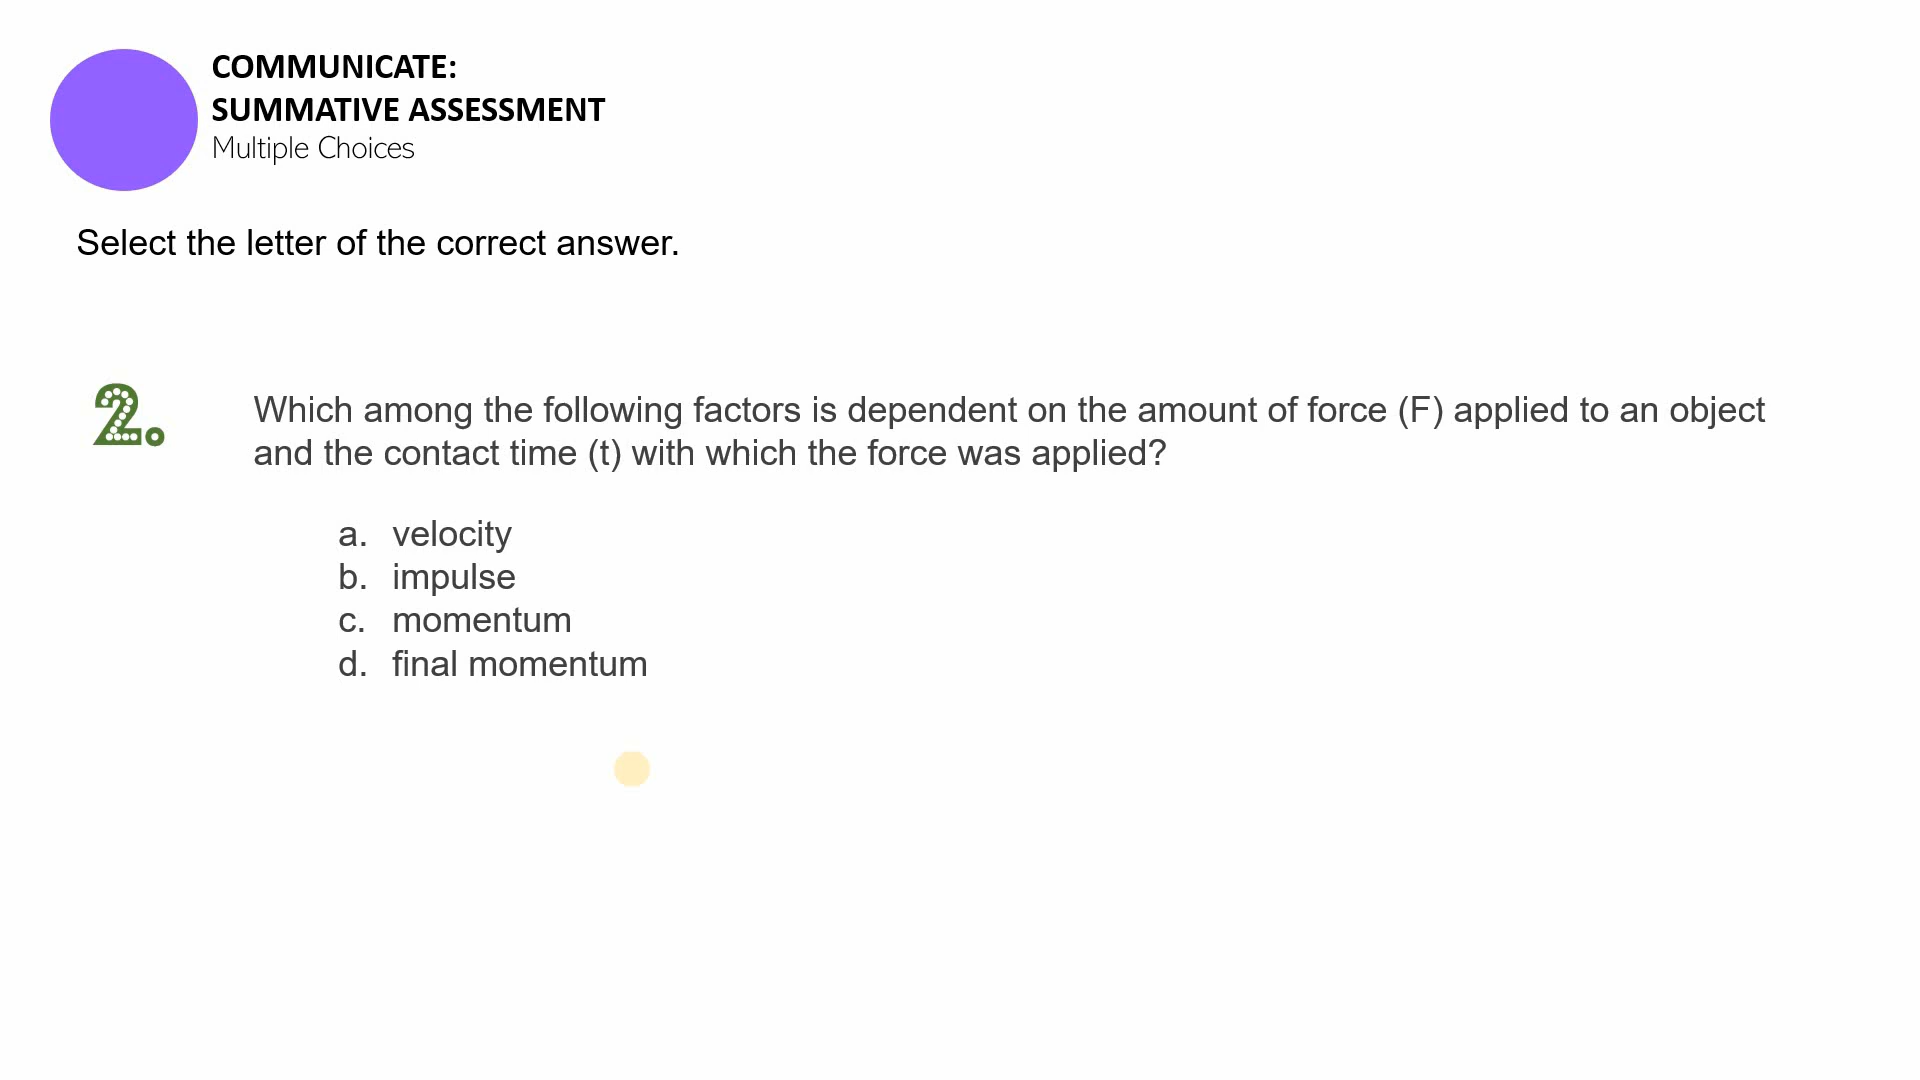 COMMUNICATE:
SUMMATIVE ASSESSMENT
Multiple Choices
Select the letter of the correct answer.
2.
Which among the following factors is dependent on the amount of force (F) applied to an object
and the contact time (t) with which the force was applied?
a. velocity
b. impulse
c. momentum
d. final momentum